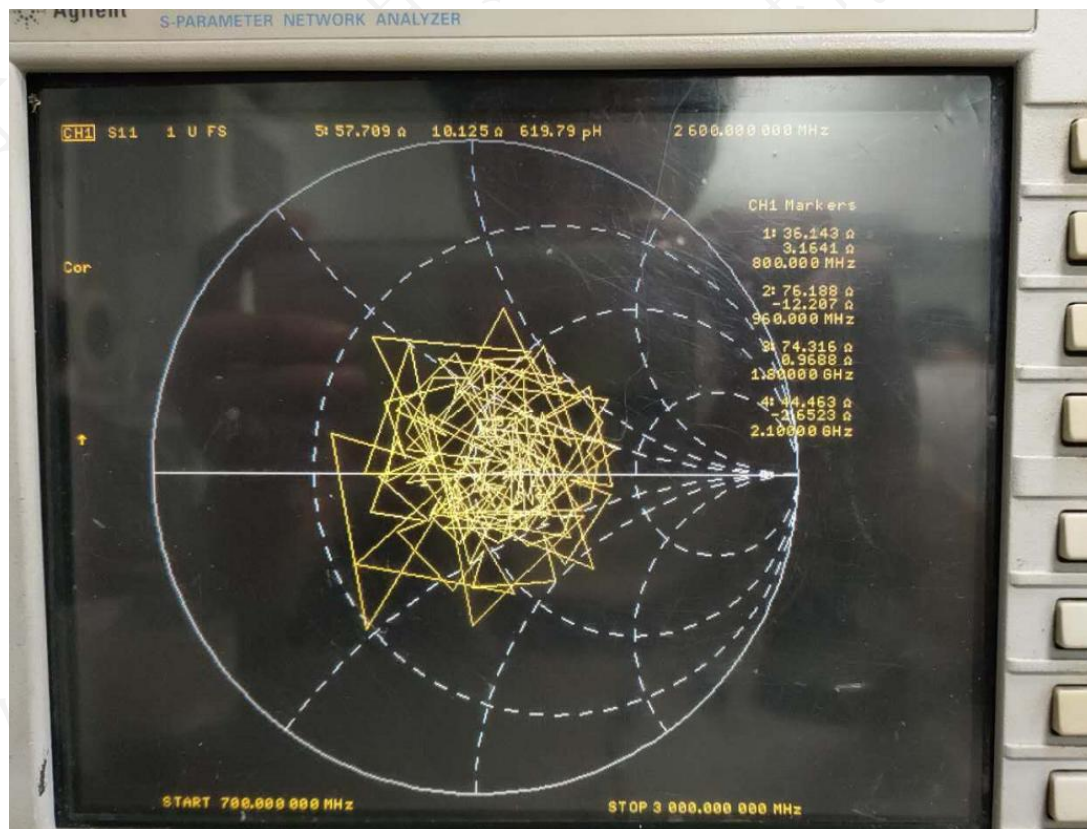 Agilent
S-PARAMETER NETWORK ANALYZER
CH1 S11 1 U FS 5: 57.709 Ω 10.125 Ω 619.79 pH 2 600.000 000 MHz
CH1 Markers
1: 36.143 Ω
3.1641 Ω
800.000 MHz
Cor
2: 76.188 Ω
-12.207 Ω
960.000 MHz
3: 74.316 Ω
0.9688 Ω
1.80000 GHz
4: 44.463 Ω
-2.6523 Ω
2.10000 GHz
↑
START 700.000 000 MHz STOP 3 000.000 000 MHz